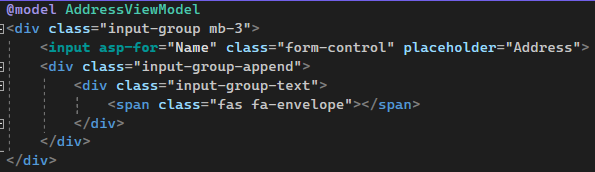 @model AddressViewModel
<div class="input-group mb-3">
<input asp-for="Name" class="form-control" placeholder="Address">
<div class="input-group-append">
<div class="input-group-text">
<span class="fas fa-envelope"></span>
</div>
</div>
</div>